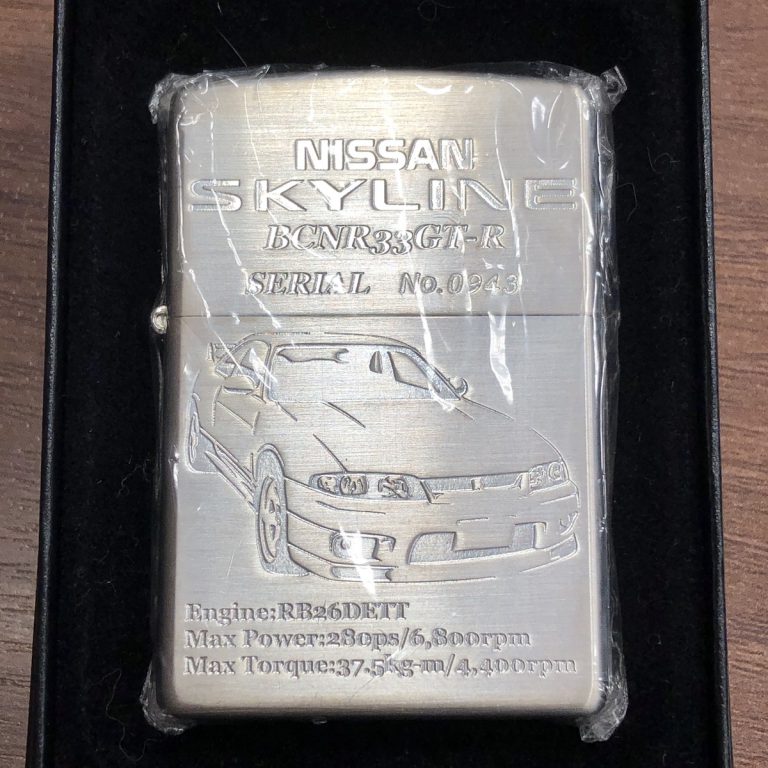 NISSAN
SKYLINE
BCNR33GT-R
SERIAL No.0943
Engine:RB26DETT
Max Power:280ps/6,800rpm
Max Torque:37.5kg-m/4,400rpm